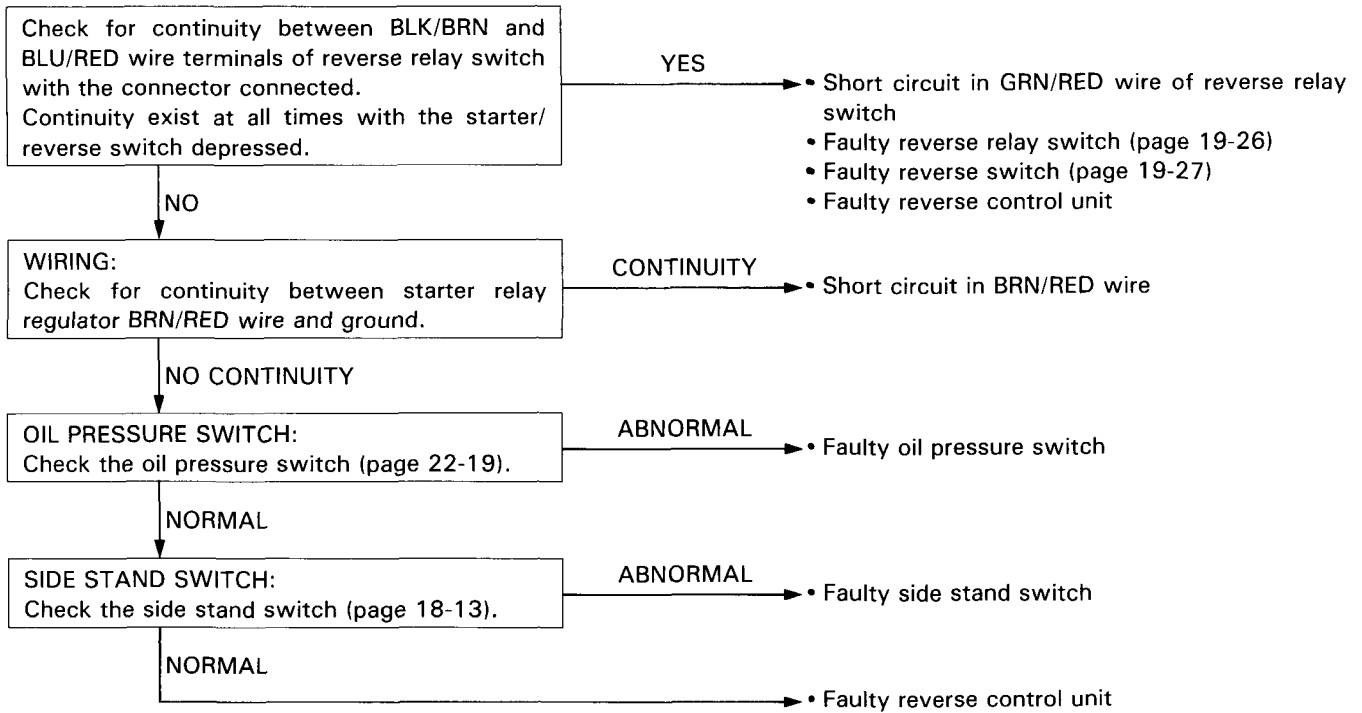 Check for continuity between BLK/BRN and
BLU/RED wire terminals of reverse relay switch
with the connector connected.
Continuity exist at all times with the starter/
reverse switch depressed.
YES
• Short circuit in GRN/RED wire of reverse relay
switch
• Faulty reverse relay switch (page 19-26)
• Faulty reverse switch (page 19-27)
• Faulty reverse control unit
NO
WIRING:
Check for continuity between starter relay
regulator BRN/RED wire and ground.
CONTINUITY
• Short circuit in BRN/RED wire
NO CONTINUITY
OIL PRESSURE SWITCH:
Check the oil pressure switch (page 22-19).
ABNORMAL
• Faulty oil pressure switch
NORMAL
SIDE STAND SWITCH:
Check the side stand switch (page 18-13).
ABNORMAL
• Faulty side stand switch
NORMAL
• Faulty reverse control unit